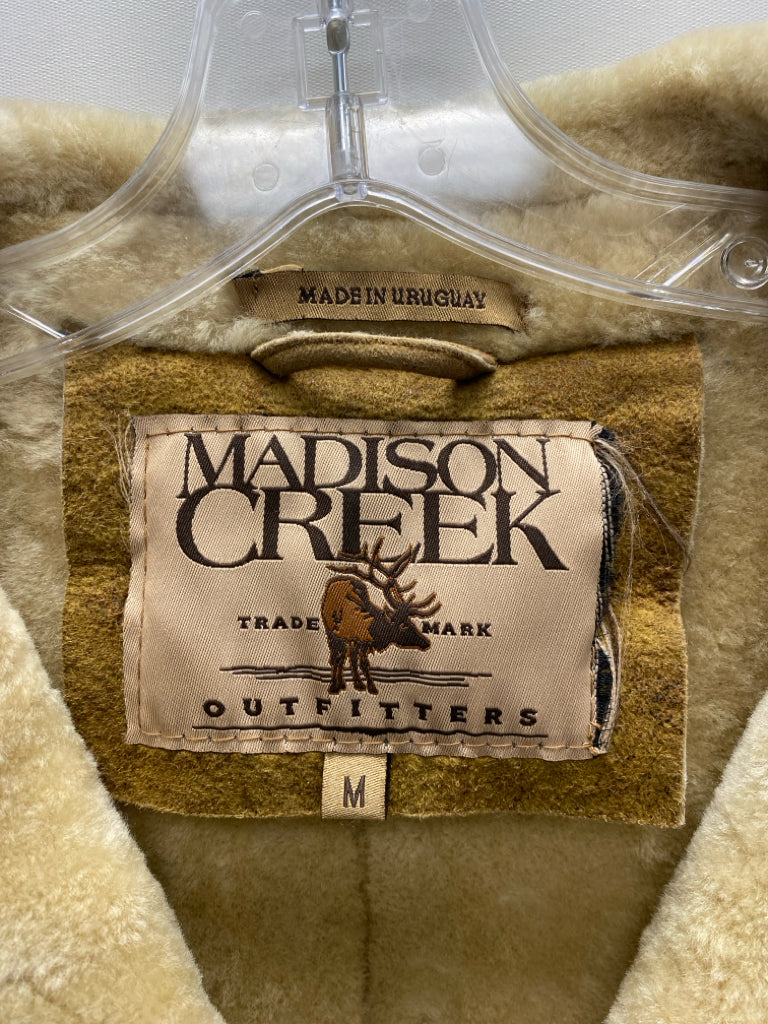 MADE IN URUGUAY
MADISON
CREEK
TRADE MARK
OUTFITTERS
M